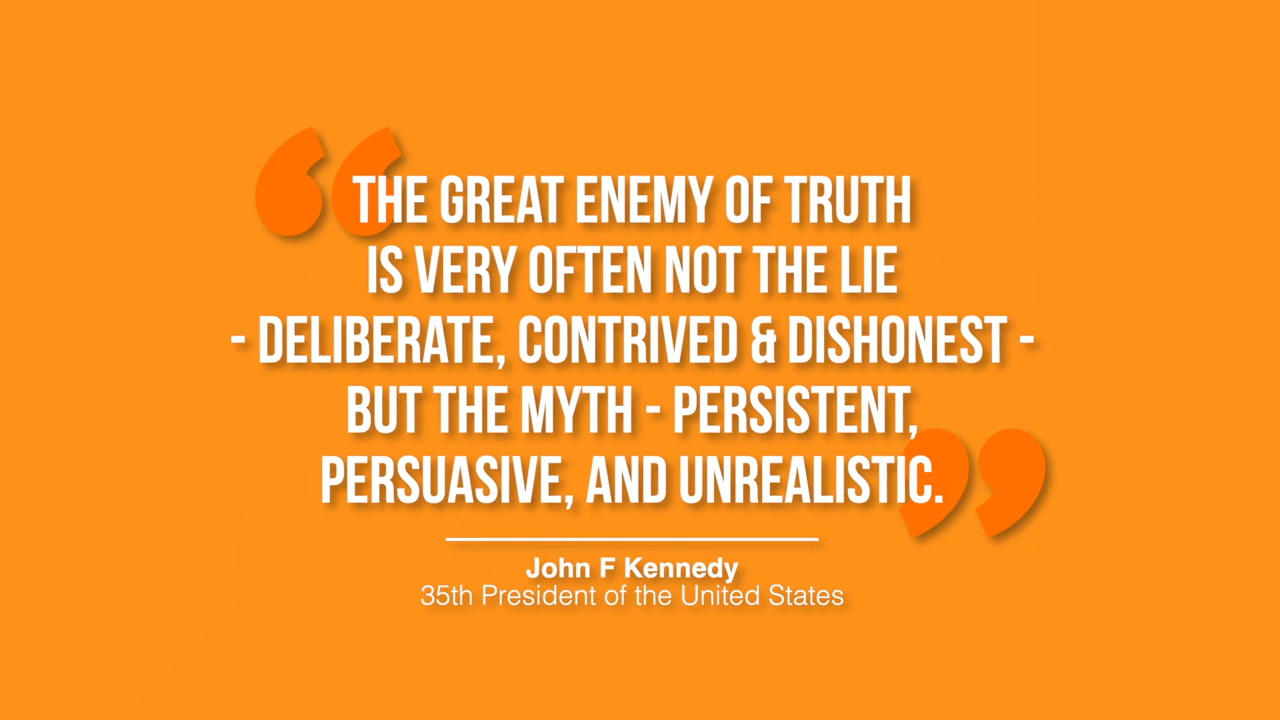 THE GREAT ENEMY OF TRUTH
IS VERY OFTEN NOT THE LIE
- DELIBERATE, CONTRIVED & DISHONEST -
BUT THE MYTH - PERSISTENT,
PERSUASIVE, AND UNREALISTIC.
John F Kennedy
35th President of the United States